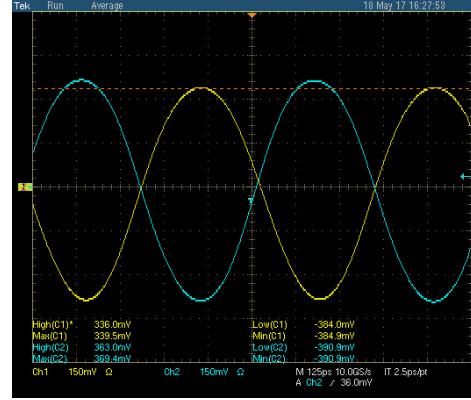 Tek Run Average 18 May 17 16:27:53
High(C1)* 336.0mV Low(C1) -384.0mV
Max(C1) 339.5mV Min(C1) -384.9mV
High(C2) 363.0mV Low(C2) -390.9mV
Max(C2) 369.4mV Min(C2) -390.9mV
Ch1 150mV Ω Ch2 150mV Ω M 125ps 10.0GS/s IT 2.5ps/pt
A Ch2 / 36.0mV